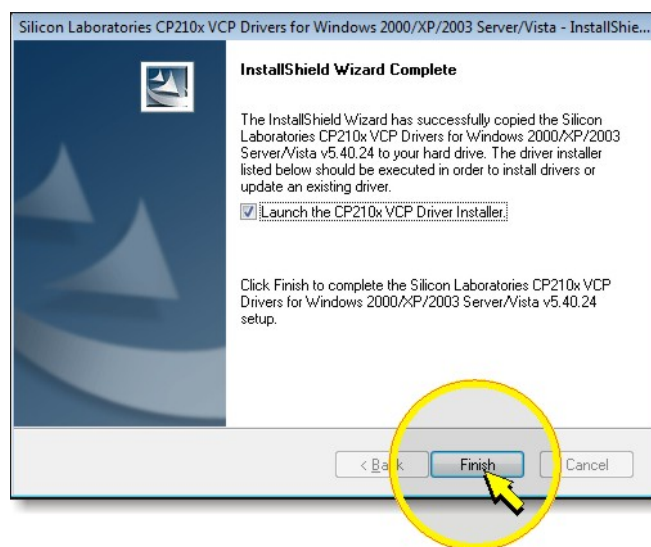 Silicon Laboratories CP210x VCP Drivers for Windows 2000/XP/2003 Server/Vista - InstallShie...
InstallShield Wizard Complete
The InstallShield Wizard has successfully copied the Silicon
Laboratories CP210x VCP Drivers for Windows 2000/XP/2003
Server/Vista v5.40.24 to your hard drive. The driver installer
listed below should be executed in order to install drivers or
update an existing driver.
Launch the CP210x VCP Driver Installer.
Click Finish to complete the Silicon Laboratories CP210x VCP
Drivers for Windows 2000/XP/2003 Server/Vista v5.40.24
setup.
< Back Finish Cancel